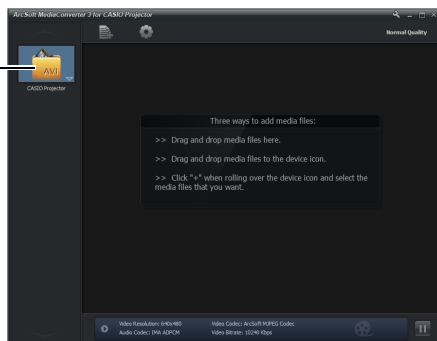 ArcSoft MediaConverter 3 for CASIO Projector
Normal Quality
AVI
CASIO Projector
Three ways to add media files:
>> Drag and drop media files here.
>> Drag and drop media files to the device icon.
>> Click "+" when rolling over the device icon and select the
media files that you want.
Video Resolution: 640x480 Video Codec: ArcSoft MJPEG Codec
Audio Codec: IMA ADPCM Video Bitrate: 10240 Kbps